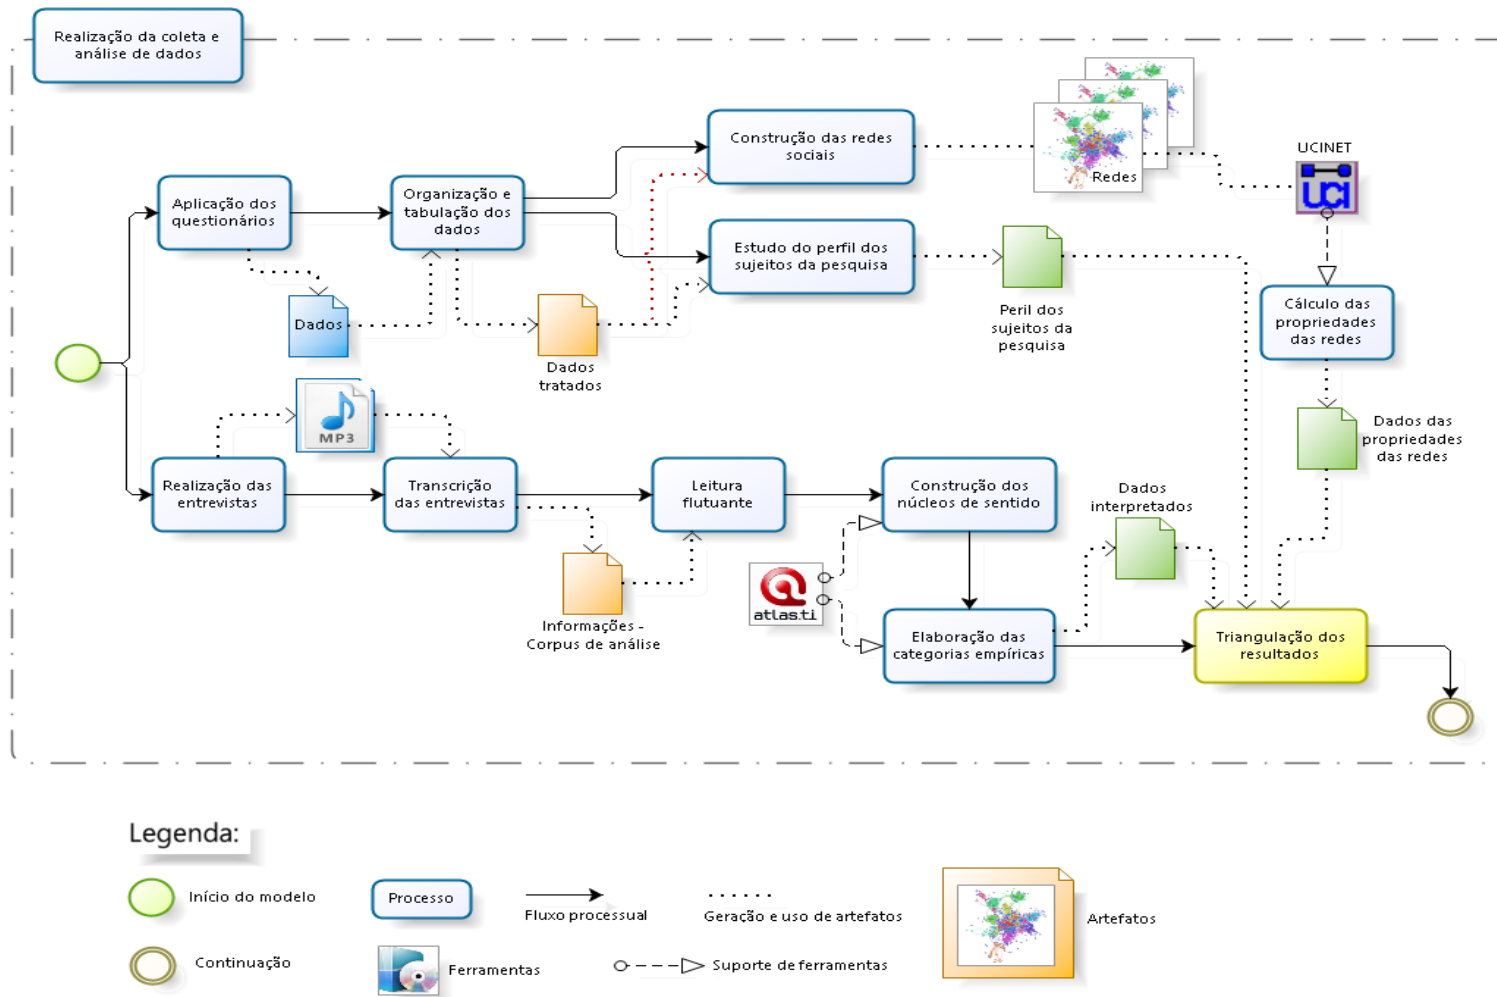 Realização da coleta e
análise de dados
Construção das redes
sociais
Redes
UCINET
UCI
Aplicação dos
questionários
Organização e
tabulação dos
dados
Estudo do perfil dos
sujeitos da pesquisa
Dados
Dados
tratados
Peril dos
sujeitos da
pesquisa
Cálculo das
propriedades
das redes
MP3
Dados das
propriedades
das redes
Realização das
entrevistas
Transcrição
das entrevistas
Leitura
flutuante
Construção dos
núcleos de sentido
Dados
interpretados
atlas.ti
Informações -
Corpus de análise
Elaboração das
categorias empíricas
Triangulação dos
resultados
Legenda:
Início do modelo
Processo
Fluxo processual
Geração e uso de artefatos
Artefatos
Continuação
Ferramentas
Suporte de ferramentas